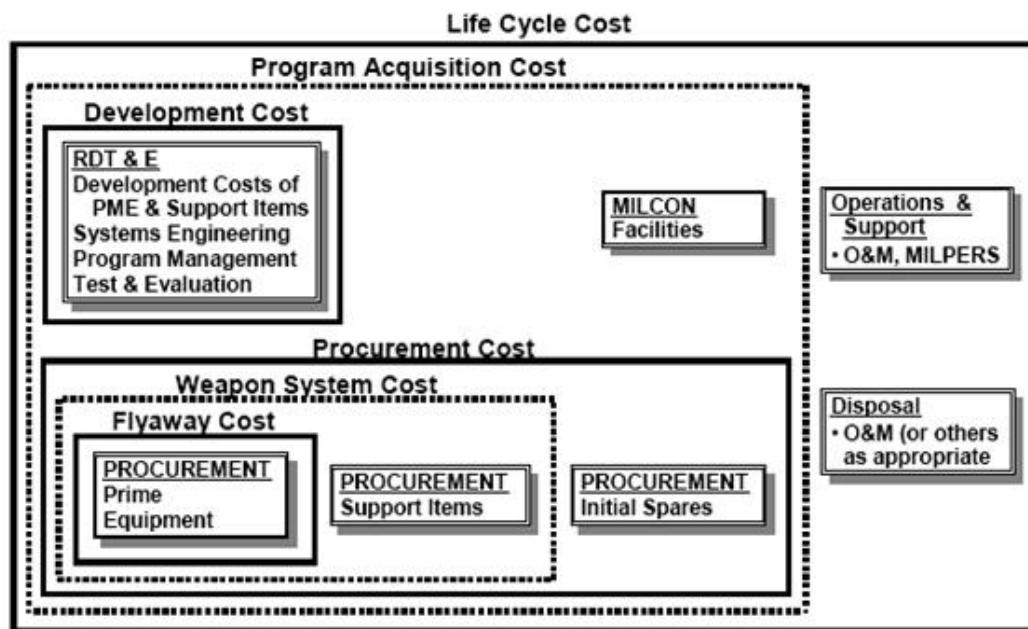 Life Cycle Cost
Program Acquisition Cost
Development Cost
RDT & E
Development Costs of
PME & Support Items
Systems Engineering
Program Management
Test & Evaluation
MILCON
Facilities
Operations &
Support
• O&M, MILPERS
Procurement Cost
Weapon System Cost
Flyaway Cost
PROCUREMENT
Prime
Equipment
PROCUREMENT
Support Items
PROCUREMENT
Initial Spares
Disposal
• O&M (or others
as appropriate